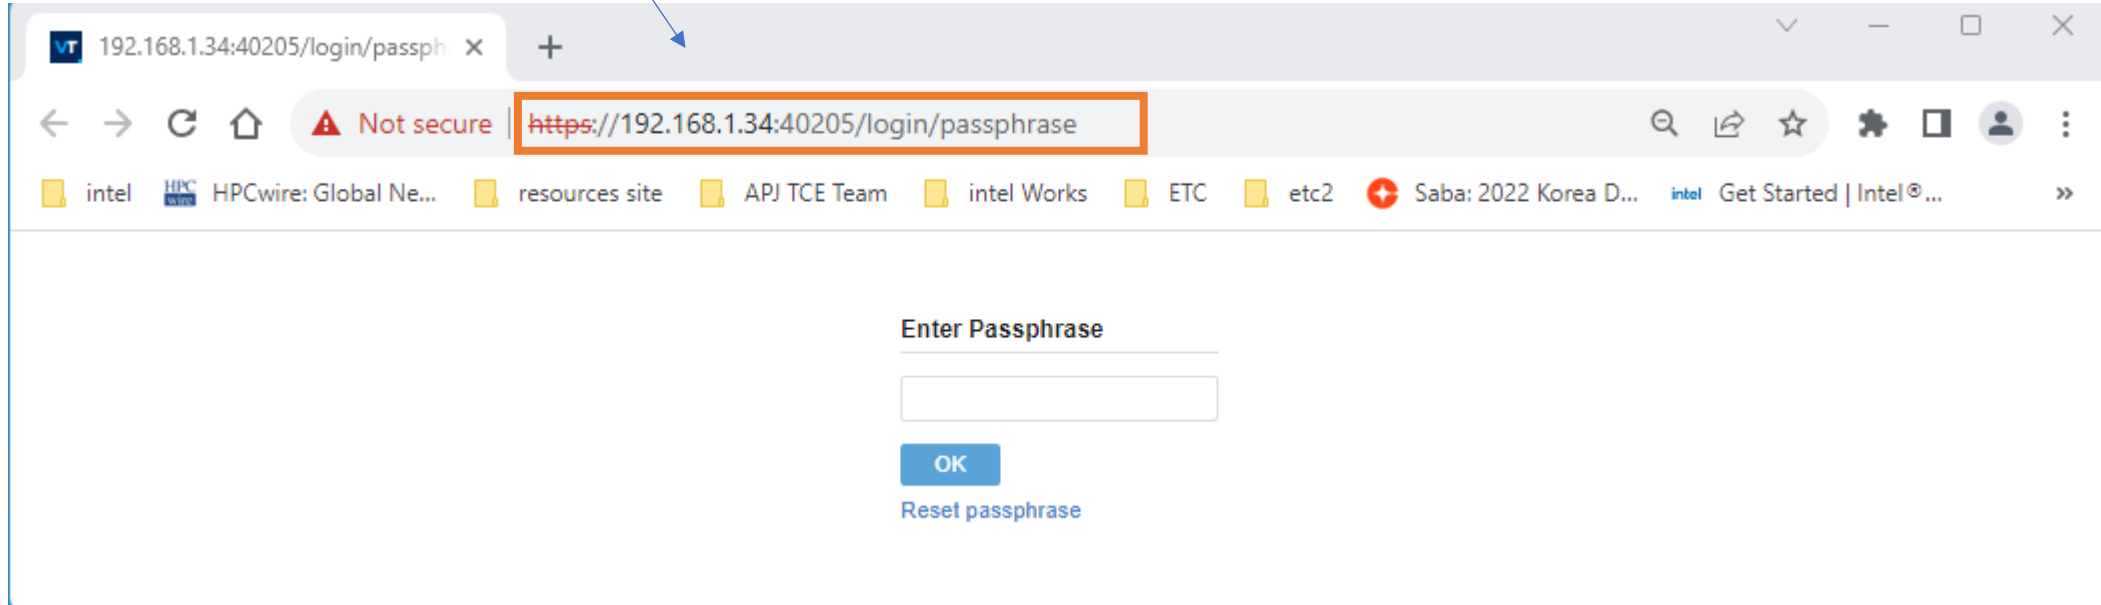 VT 192.168.1.34:40205/login/passph
Not secure https://192.168.1.34:40205/login/passphrase
intel HPC wire HPCwire: Global Ne... resources site APJ TCE Team intel Works ETC etc2 Saba: 2022 Korea D... intel Get Started | Intel®...
Enter Passphrase
OK
Reset passphrase